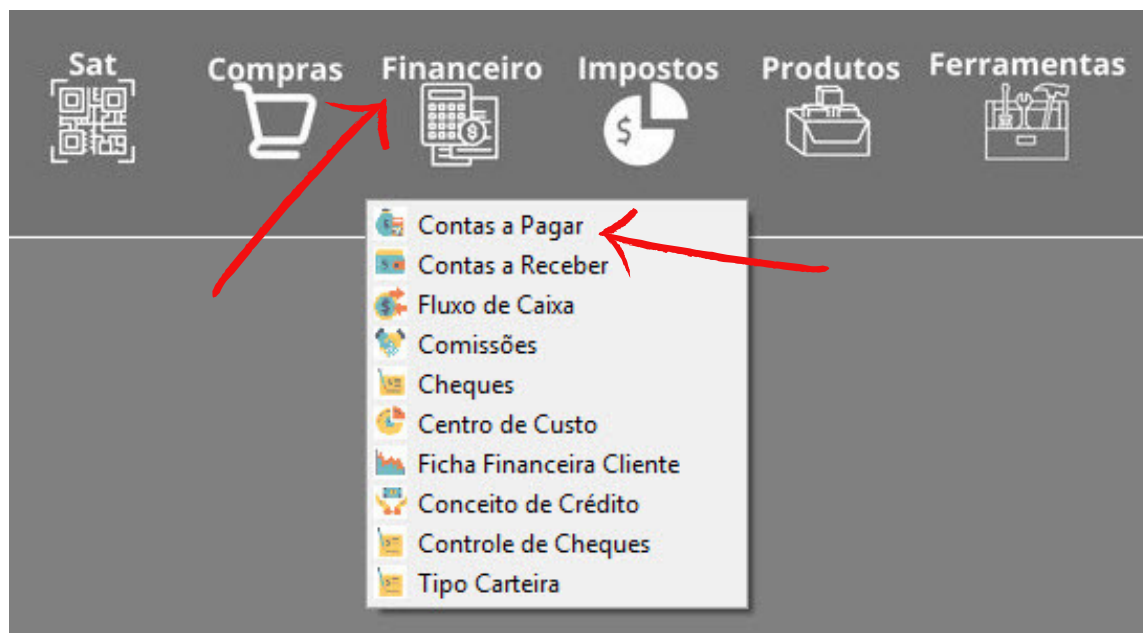 Sat
Compras
Financeiro
Impostos
Produtos
Ferramentas
Contas a Pagar
Contas a Receber
Fluxo de Caixa
Comissões
Cheques
Centro de Custo
Ficha Financeira Cliente
Conceito de Crédito
Controle de Cheques
Tipo Carteira